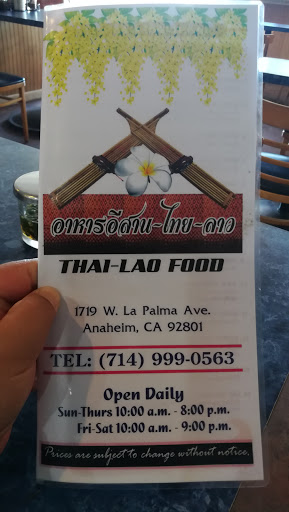 อาหารอีสาน-ไทย-ลาว
THAI-LAO FOOD
1719 W. La Palma Ave.
Anaheim, CA 92801
TEL: (714) 999-0563
Open Daily
Sun-Thurs 10:00 a.m. - 8:00 p.m.
Fri-Sat 10:00 a.m. - 9:00 p.m.
Prices are subject to change without notice.